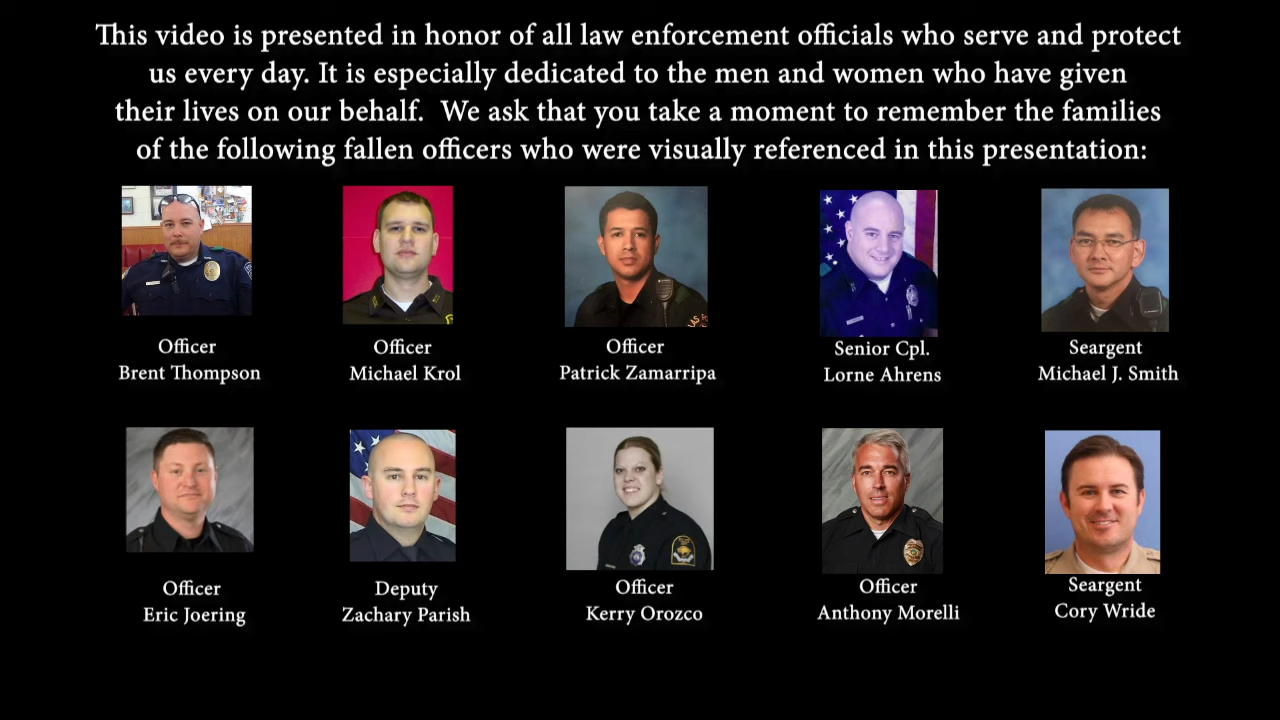 This video is presented in honor of all law enforcement officials who serve and protect
us every day. It is especially dedicated to the men and women who have given
their lives on our behalf. We ask that you take a moment to remember the families
of the following fallen officers who were visually referenced in this presentation:
Officer
Brent Thompson
Officer
Michael Krol
Officer
Patrick Zamarripa
Senior Cpl.
Lorne Ahrens
Seargent
Michael J. Smith
Officer
Eric Joering
Deputy
Zachary Parish
Officer
Kerry Orozco
Officer
Anthony Morelli
Seargent
Cory Wride